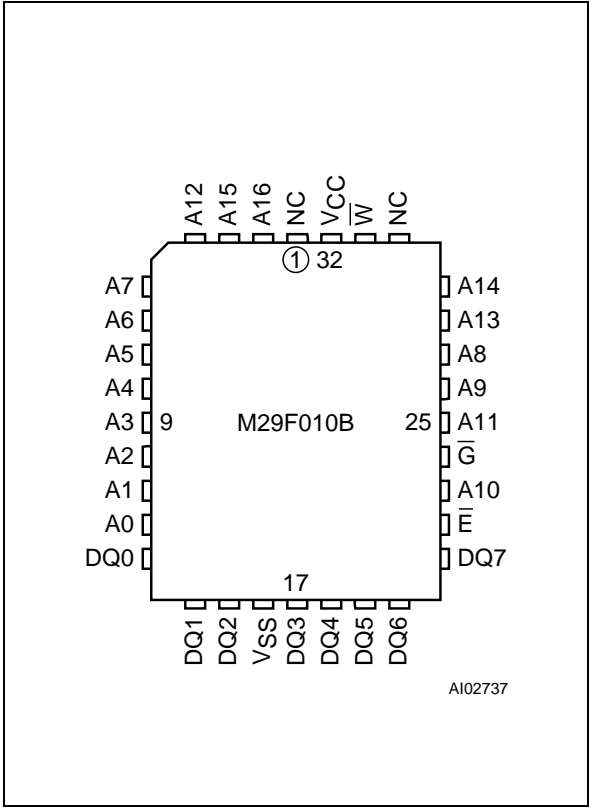 A12 A15 A16 NC VCC W̅ NC
1 32
A7 A14
A6 A13
A5 A8
A4 A9
A3 9 M29F010B 25 A11
A2 G̅
A1 A10
A0 E̅
DQ0 DQ7
17
DQ1 DQ2 VSS DQ3 DQ4 DQ5 DQ6
AI02737